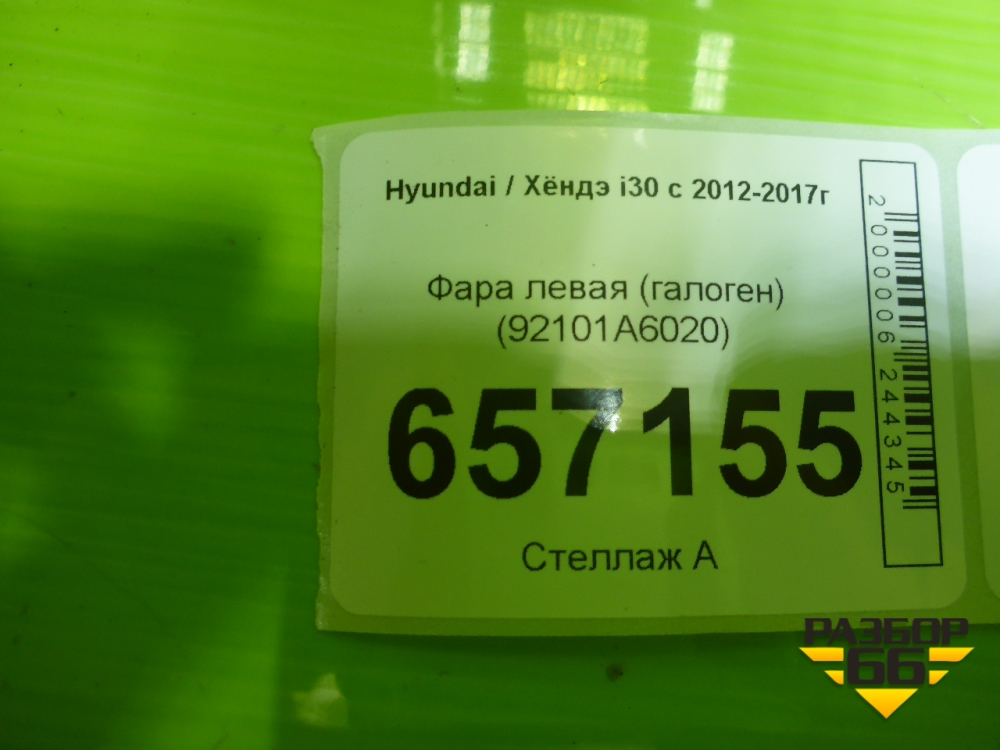 Hyundai / Хёндэ i30 с 2012-2017г
Фара левая (галоген)
(92101A6020)
657155
Стеллаж А
2000006244345
РАЗБОР
66